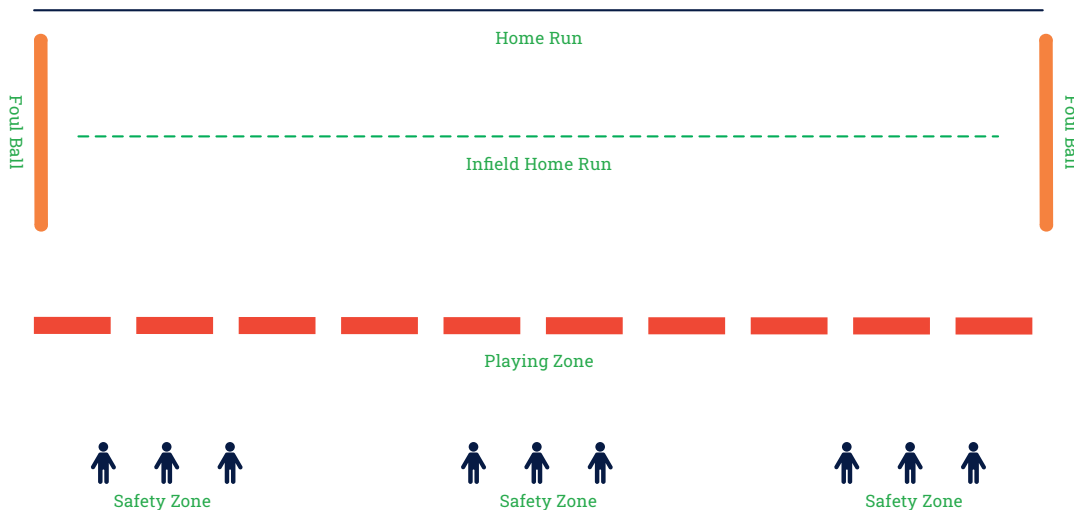 Home Run
Foul Ball
Foul Ball
Infield Home Run
Playing Zone
Safety Zone
Safety Zone
Safety Zone